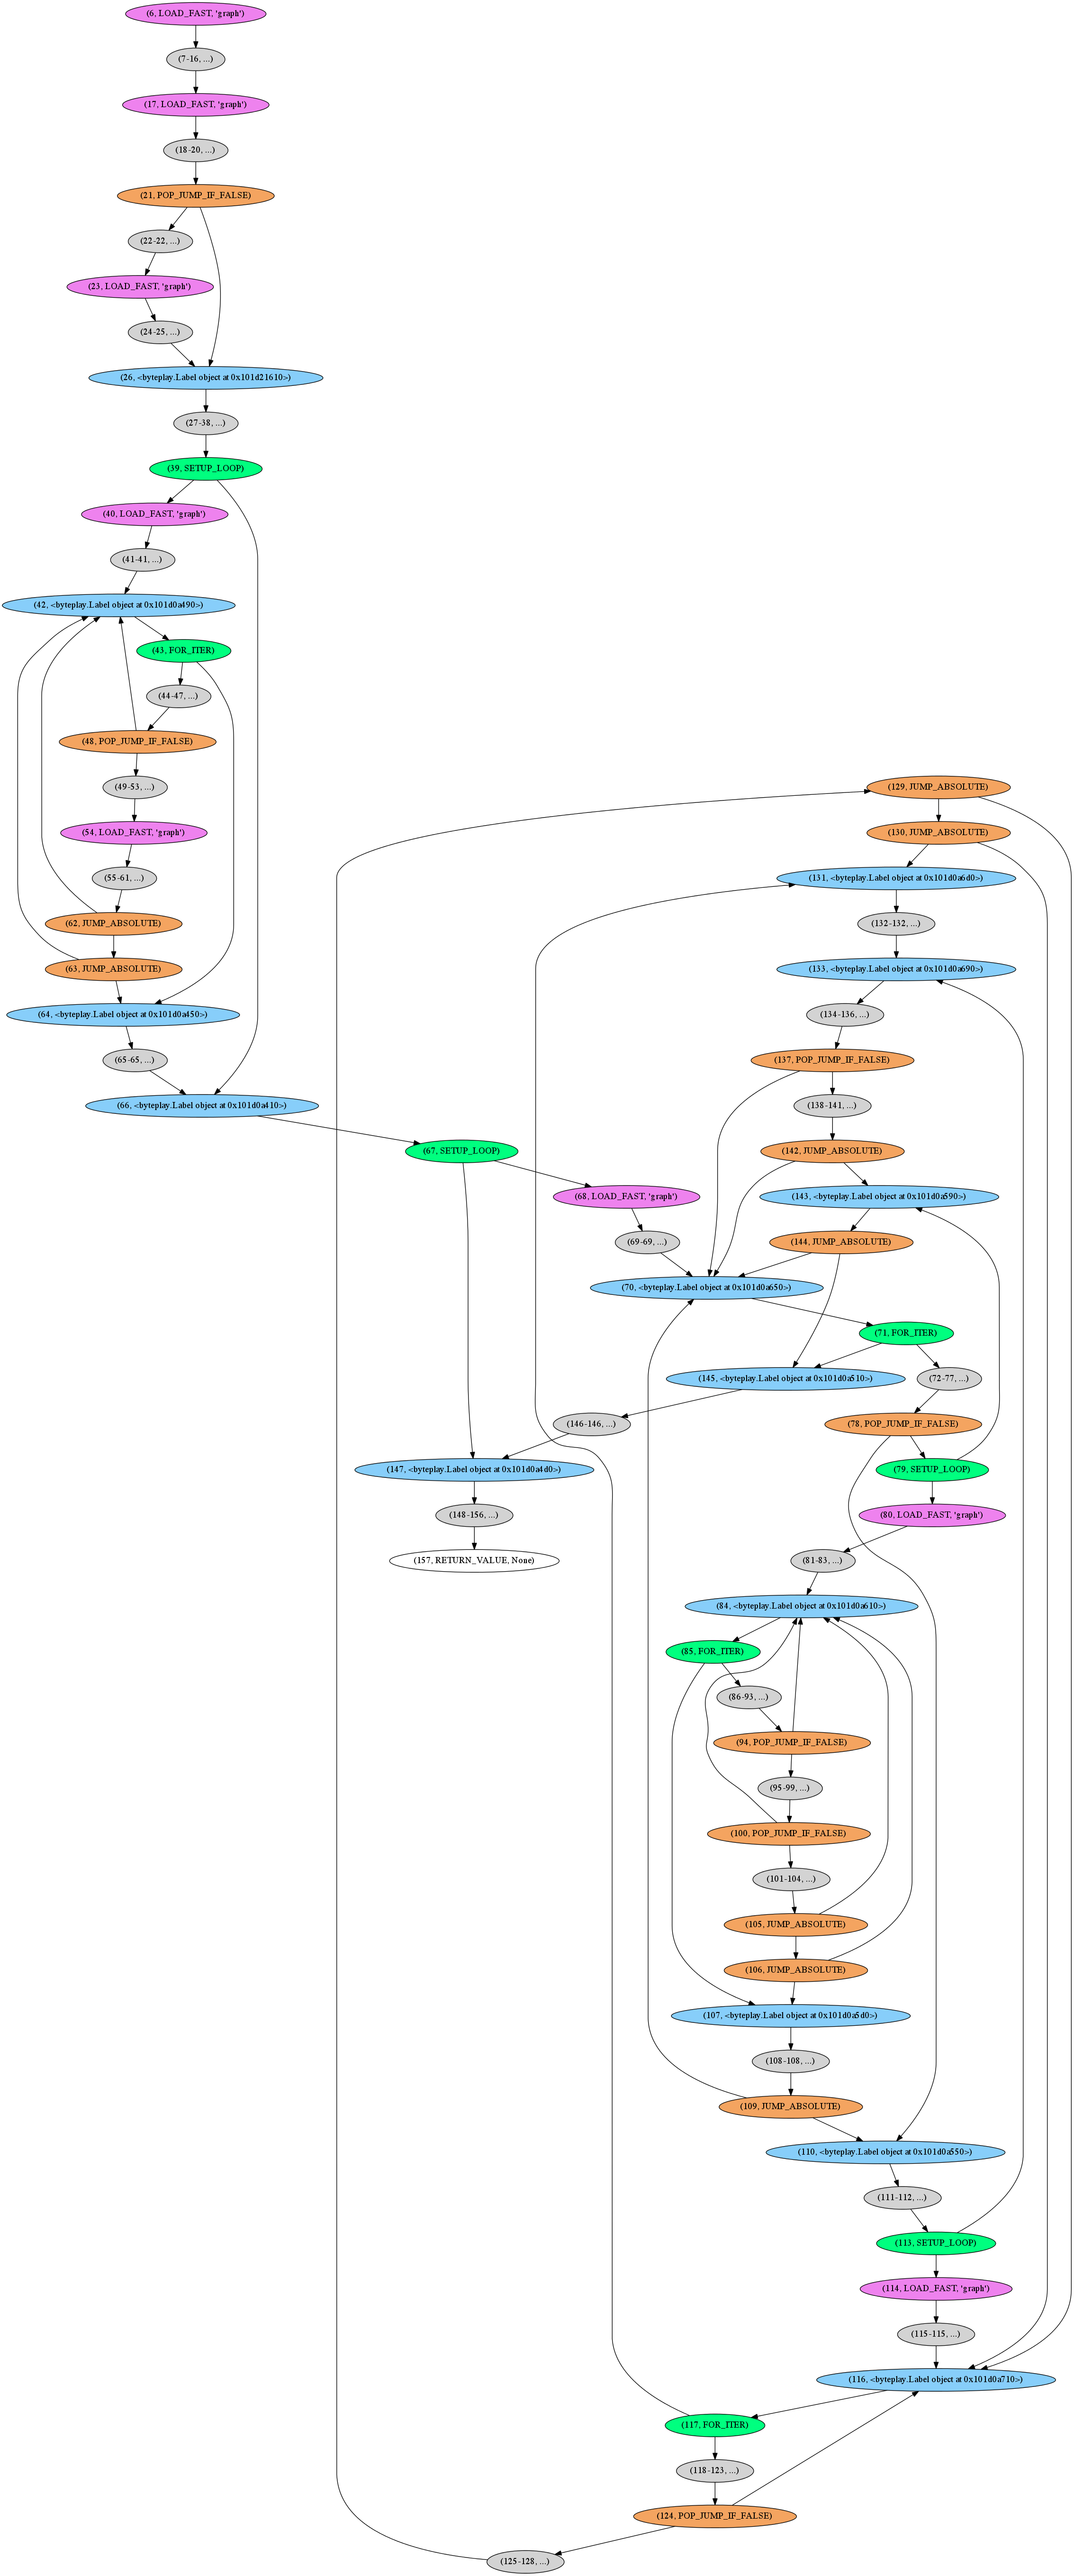 (6, LOAD_FAST, 'graph')
(7-16, ...)
(17, LOAD_FAST, 'graph')
(18-20, ...)
(21, POP_JUMP_IF_FALSE)
(22-22, ...)
(23, LOAD_FAST, 'graph')
(24-25, ...)
(26, <byteplay.Label object at 0x101d21610>)
(27-38, ...)
(39, SETUP_LOOP)
(40, LOAD_FAST, 'graph')
(41-41, ...)
(42, <byteplay.Label object at 0x101d0a490>)
(43, FOR_ITER)
(44-47, ...)
(48, POP_JUMP_IF_FALSE)
(49-53, ...)
(54, LOAD_FAST, 'graph')
(55-61, ...)
(62, JUMP_ABSOLUTE)
(63, JUMP_ABSOLUTE)
(64, <byteplay.Label object at 0x101d0a450>)
(65-65, ...)
(66, <byteplay.Label object at 0x101d0a410>)
(67, SETUP_LOOP)
(68, LOAD_FAST, 'graph')
(69-69, ...)
(70, <byteplay.Label object at 0x101d0a650>)
(71, FOR_ITER)
(72-77, ...)
(78, POP_JUMP_IF_FALSE)
(79, SETUP_LOOP)
(80, LOAD_FAST, 'graph')
(81-83, ...)
(84, <byteplay.Label object at 0x101d0a610>)
(85, FOR_ITER)
(86-93, ...)
(94, POP_JUMP_IF_FALSE)
(95-99, ...)
(100, POP_JUMP_IF_FALSE)
(101-104, ...)
(105, JUMP_ABSOLUTE)
(106, JUMP_ABSOLUTE)
(107, <byteplay.Label object at 0x101d0a5d0>)
(108-108, ...)
(109, JUMP_ABSOLUTE)
(110, <byteplay.Label object at 0x101d0a550>)
(111-112, ...)
(113, SETUP_LOOP)
(114, LOAD_FAST, 'graph')
(115-115, ...)
(116, <byteplay.Label object at 0x101d0a710>)
(117, FOR_ITER)
(118-123, ...)
(124, POP_JUMP_IF_FALSE)
(125-128, ...)
(129, JUMP_ABSOLUTE)
(130, JUMP_ABSOLUTE)
(131, <byteplay.Label object at 0x101d0a6d0>)
(132-132, ...)
(133, <byteplay.Label object at 0x101d0a690>)
(134-136, ...)
(137, POP_JUMP_IF_FALSE)
(138-141, ...)
(142, JUMP_ABSOLUTE)
(143, <byteplay.Label object at 0x101d0a590>)
(144, JUMP_ABSOLUTE)
(145, <byteplay.Label object at 0x101d0a510>)
(146-146, ...)
(147, <byteplay.Label object at 0x101d0a4d0>)
(148-156, ...)
(157, RETURN_VALUE, None)